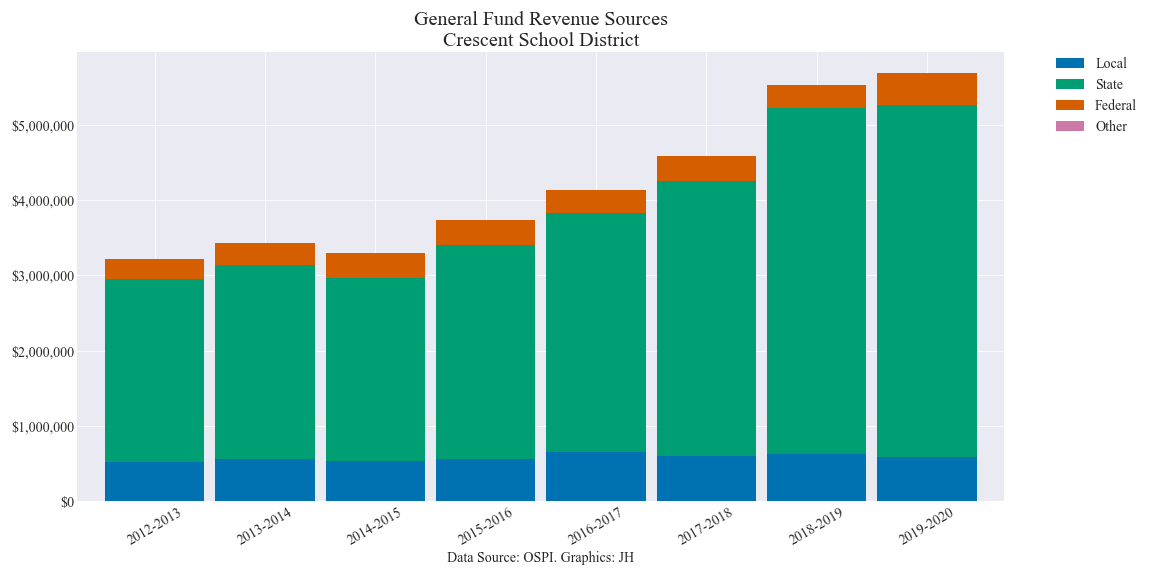 General Fund Revenue Sources
Crescent School District
Local
State
Federal
Other
$5,000,000
$4,000,000
$3,000,000
$2,000,000
$1,000,000
$0
2012-2013
2013-2014
2014-2015
2015-2016
2016-2017
2017-2018
2018-2019
2019-2020
Data Source: OSPI. Graphics: JH